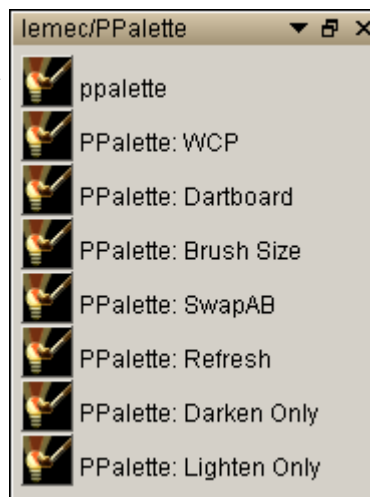 lemec/PPalette
ppalette
PPalette: WCP
PPalette: Dartboard
PPalette: Brush Size
PPalette: SwapAB
PPalette: Refresh
PPalette: Darken Only
PPalette: Lighten Only